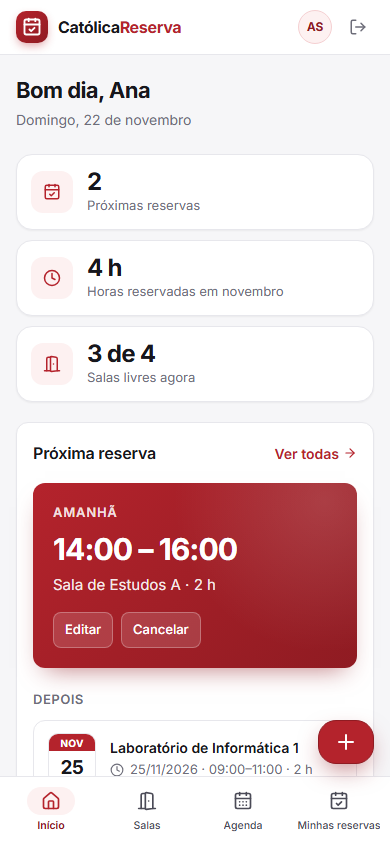 CatólicaReserva
AS
Bom dia, Ana
Domingo, 22 de novembro
2
Próximas reservas
4 h
Horas reservadas em novembro
3 de 4
Salas livres agora
Próxima reserva
Ver todas
AMANHÃ
14:00 – 16:00
Sala de Estudos A · 2 h
Editar
Cancelar
DEPOIS
NOV
25
Laboratório de Informática 1
25/11/2026 · 09:00–11:00 · 2 h
Início
Salas
Agenda
Minhas reservas